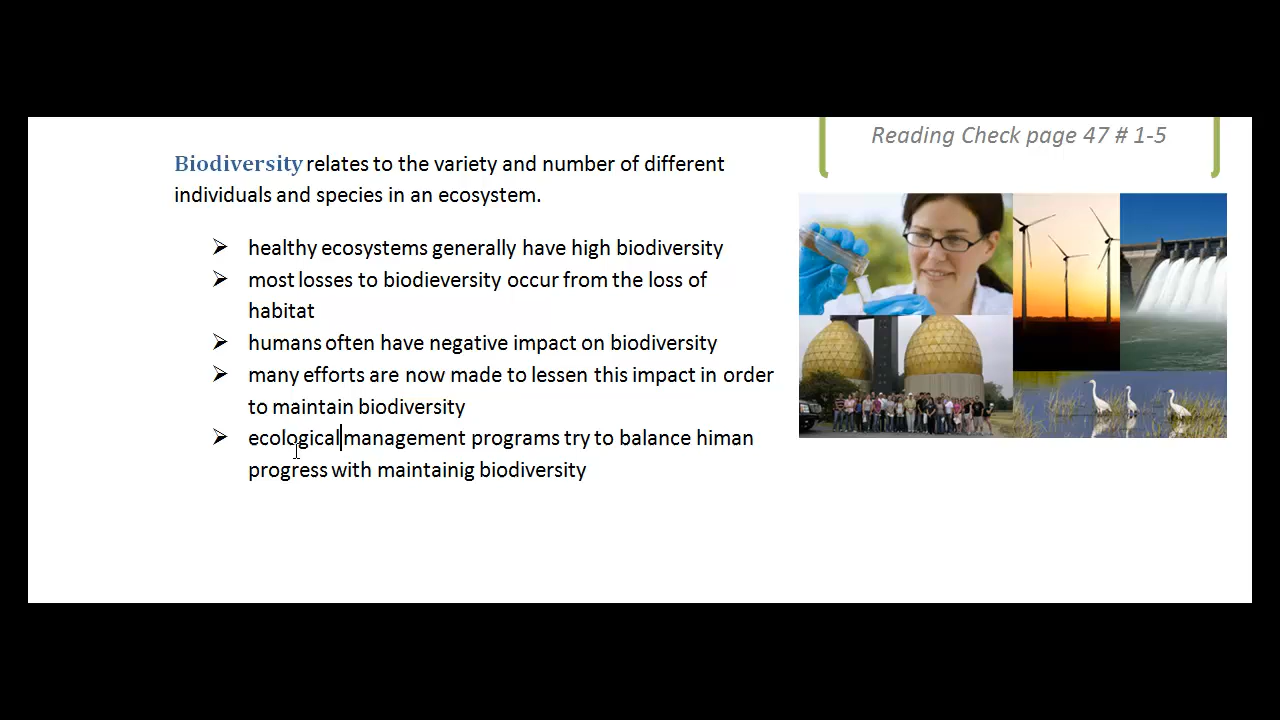 Reading Check page 47 # 1-5
Biodiversity relates to the variety and number of different
individuals and species in an ecosystem.
healthy ecosystems generally have high biodiversity
most losses to biodieversity occur from the loss of
habitat
humans often have negative impact on biodiversity
many efforts are now made to lessen this impact in order
to maintain biodiversity
ecological management programs try to balance himan
progress with maintainig biodiversity